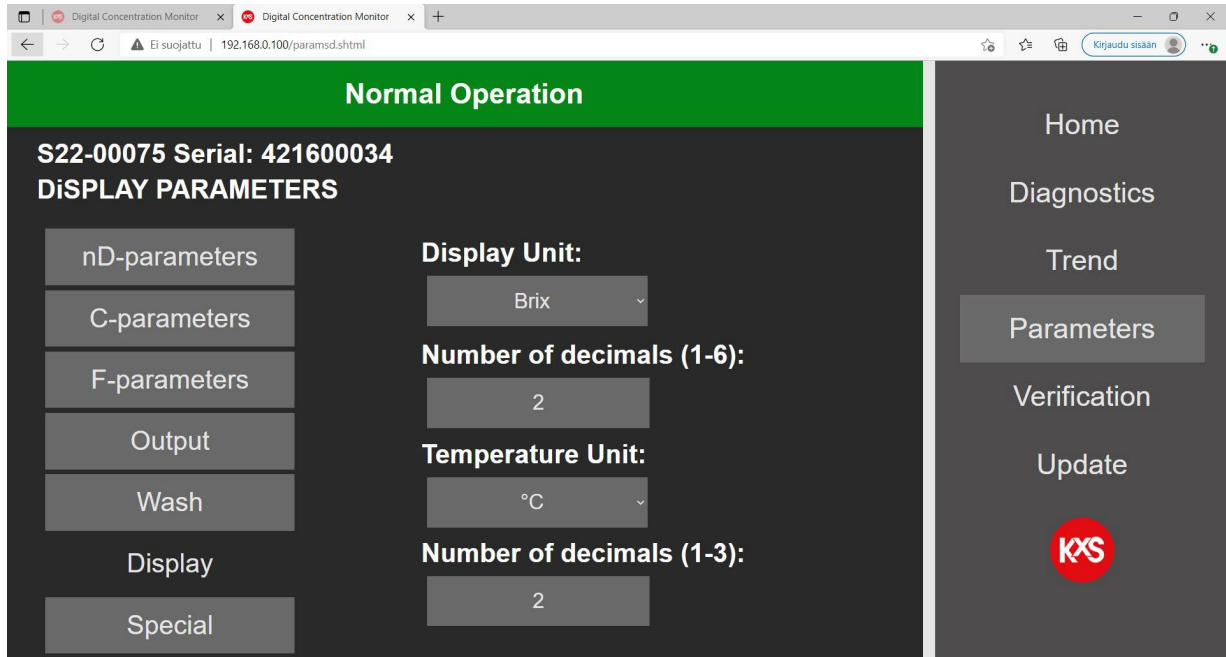 Digital Concentration Monitor
Digital Concentration Monitor
Ei suojattu | 192.168.0.100/paramsd.shtml
Kirjaudu sisään
Normal Operation
S22-00075 Serial: 421600034
DiSPLAY PARAMETERS
nD-parameters
C-parameters
F-parameters
Output
Wash
Display
Special
Display Unit:
Brix
Number of decimals (1-6):
2
Temperature Unit:
°C
Number of decimals (1-3):
2
Home
Diagnostics
Trend
Parameters
Verification
Update
KXS